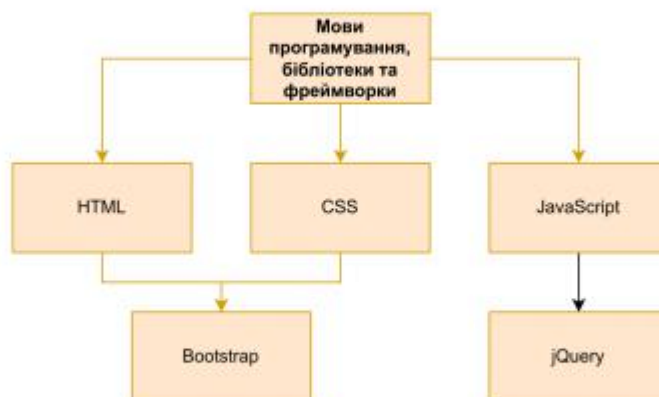 Мови
програмування,
бібліотеки та
фреймворки
HTML
CSS
JavaScript
Bootstrap
jQuery